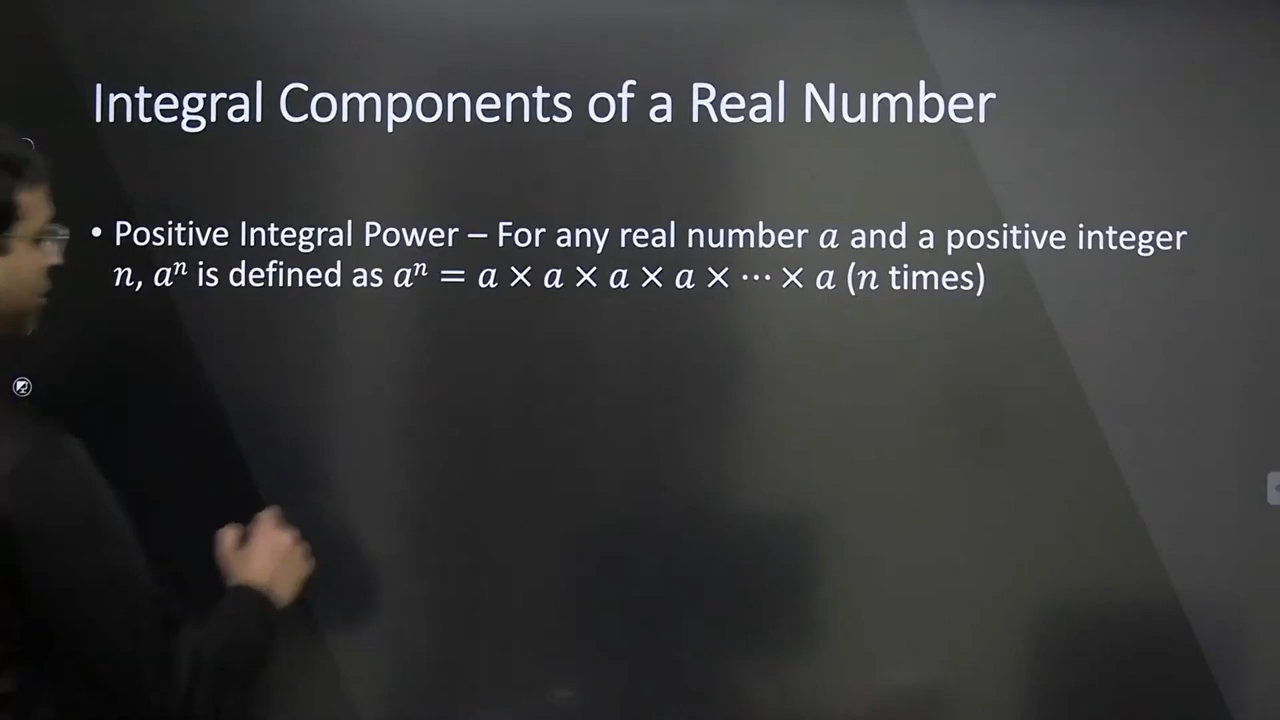 Integral Components of a Real Number
• Positive Integral Power – For any real number a and a positive integer
n, aⁿ is defined as aⁿ = a × a × a × a × ⋯ × a (n times)